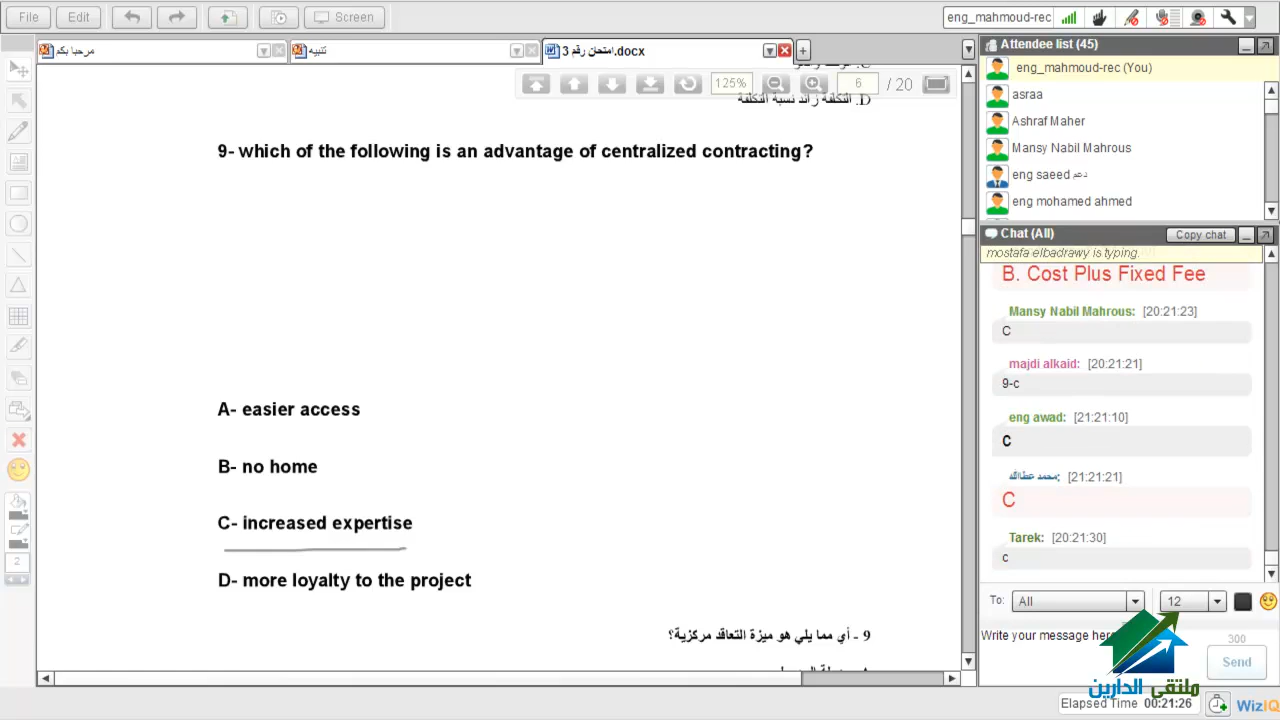 File
Edit
Screen
eng_mahmoud-rec
مرحبا بكم
تنبيه
امتحان رقم 3.docx
125%
6
/ 20
D. التكلفة زائد نسبة التكلفة
9- which of the following is an advantage of centralized contracting?
A- easier access
B- no home
C- increased expertise
D- more loyalty to the project
9 - أي مما يلي هو ميزة التعاقد مركزية؟
2
Attendee list (45)
eng_mahmoud-rec (You)
asraa
Ashraf Maher
Mansy Nabil Mahrous
eng saeed دعم
eng mohamed ahmed
Chat (All)
Copy chat
mostafa elbadrawy is typing.
B. Cost Plus Fixed Fee
Mansy Nabil Mahrous: [20:21:23]
C
majdi alkaid: [20:21:21]
9-c
eng awad: [21:21:10]
C
محمد عطاالله: [21:21:21]
C
Tarek: [20:21:30]
c
To:
All
12
Write your message here
300
Send
ملتقى الدارين
Elapsed Time 00:21:26
WizIQ